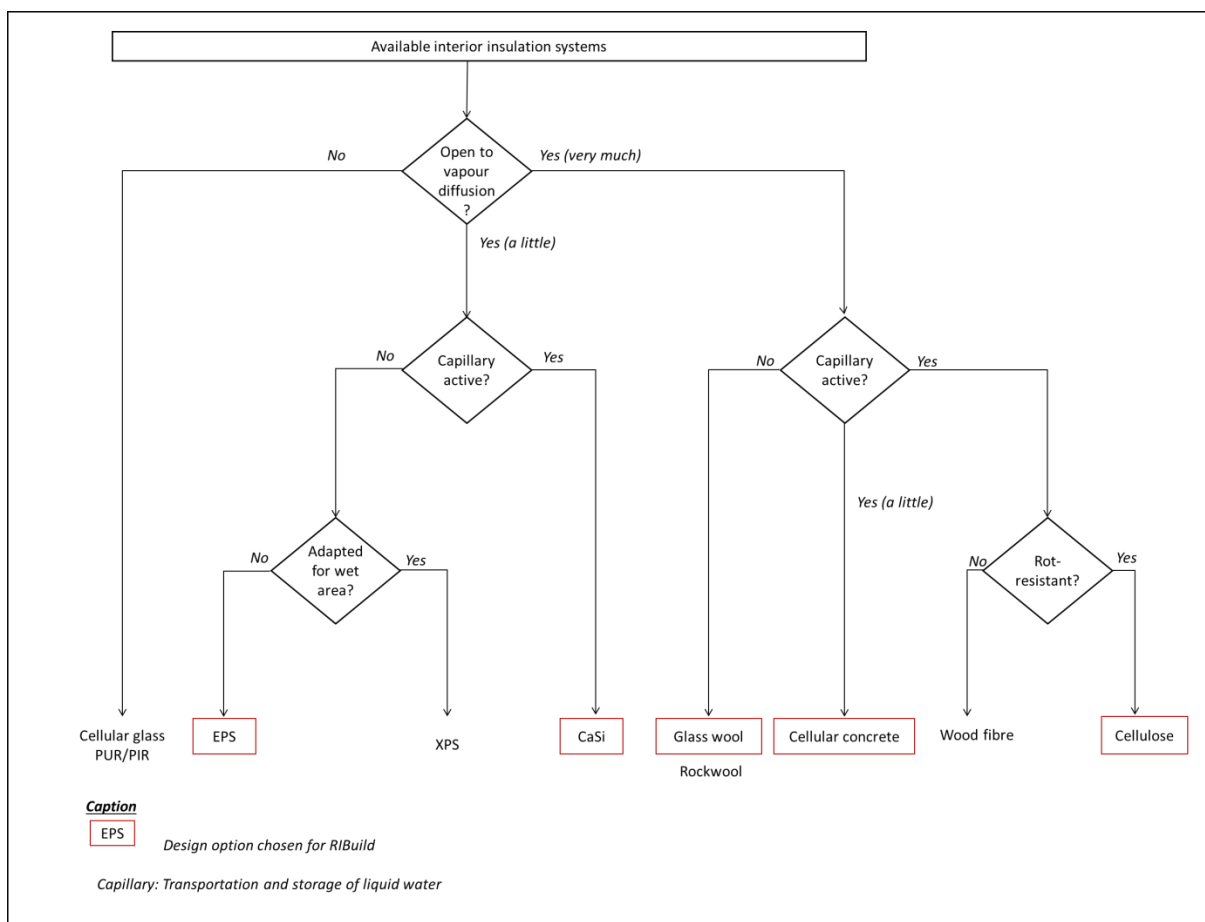 Available interior insulation systems
No
Open to
vapour
diffusion
?
Yes (very much)
Yes (a little)
No
Capillary
active?
Yes
No
Capillary
active?
Yes
Yes (a little)
No
Adapted
for wet
area?
Yes
No
Rot-
resistant?
Yes
Cellular glass
PUR/PIR
EPS
XPS
CaSi
Glass wool
Rockwool
Cellular concrete
Wood fibre
Cellulose
Caption
EPS
Design option chosen for RIBuild
Capillary: Transportation and storage of liquid water